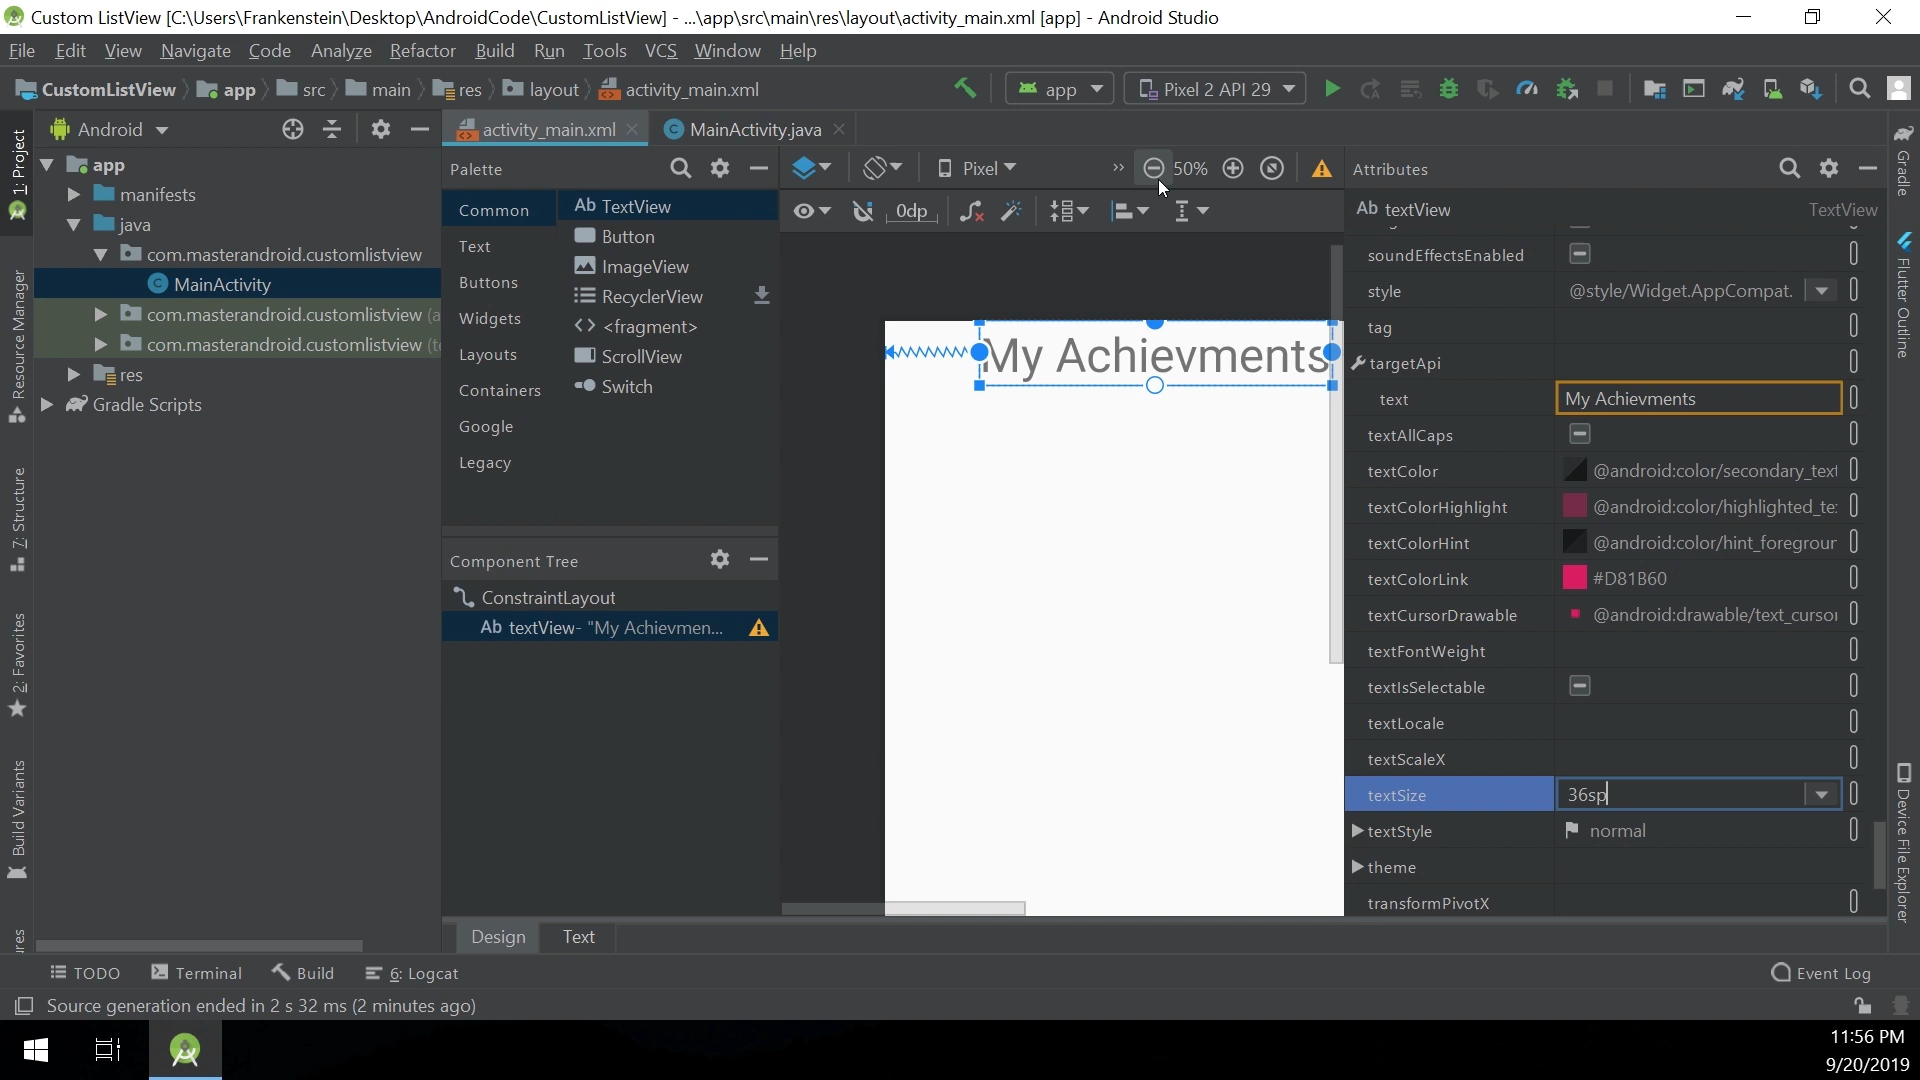 Custom ListView [C:\Users\Frankenstein\Desktop\AndroidCode\CustomListView] - ...\app\src\main\res\layout\activity_main.xml [app] - Android Studio
File Edit View Navigate Code Analyze Refactor Build Run Tools VCS Window Help
CustomListView app src main res layout activity_main.xml app Pixel 2 API 29
Android activity_main.xml MainActivity.java
1: Project
Resource Manager
7: Structure
2: Favorites
Build Variants
app
manifests
java
com.masterandroid.customlistview
MainActivity
com.masterandroid.customlistview
com.masterandroid.customlistview
res
Gradle Scripts
Palette
Common
Text
Buttons
Widgets
Layouts
Containers
Google
Legacy
Ab TextView
Button
ImageView
RecyclerView
<fragment>
ScrollView
Switch
Component Tree
ConstraintLayout
Ab textView- "My Achievmen...
Pixel » 50%
0dp
My Achievments
Design Text
Attributes
Ab textView TextView
soundEffectsEnabled
style @style/Widget.AppCompat.
tag
targetApi
text My Achievments
textAllCaps
textColor @android:color/secondary_text
textColorHighlight @android:color/highlighted_te
textColorHint @android:color/hint_foregroun
textColorLink #D81B60
textCursorDrawable @android:drawable/text_cursor
textFontWeight
textIsSelectable
textLocale
textScaleX
textSize 36sp
textStyle normal
theme
transformPivotX
Gradle
Flutter Outline
Device File Explorer
TODO Terminal Build 6: Logcat Event Log
Source generation ended in 2 s 32 ms (2 minutes ago)
11:56 PM
9/20/2019